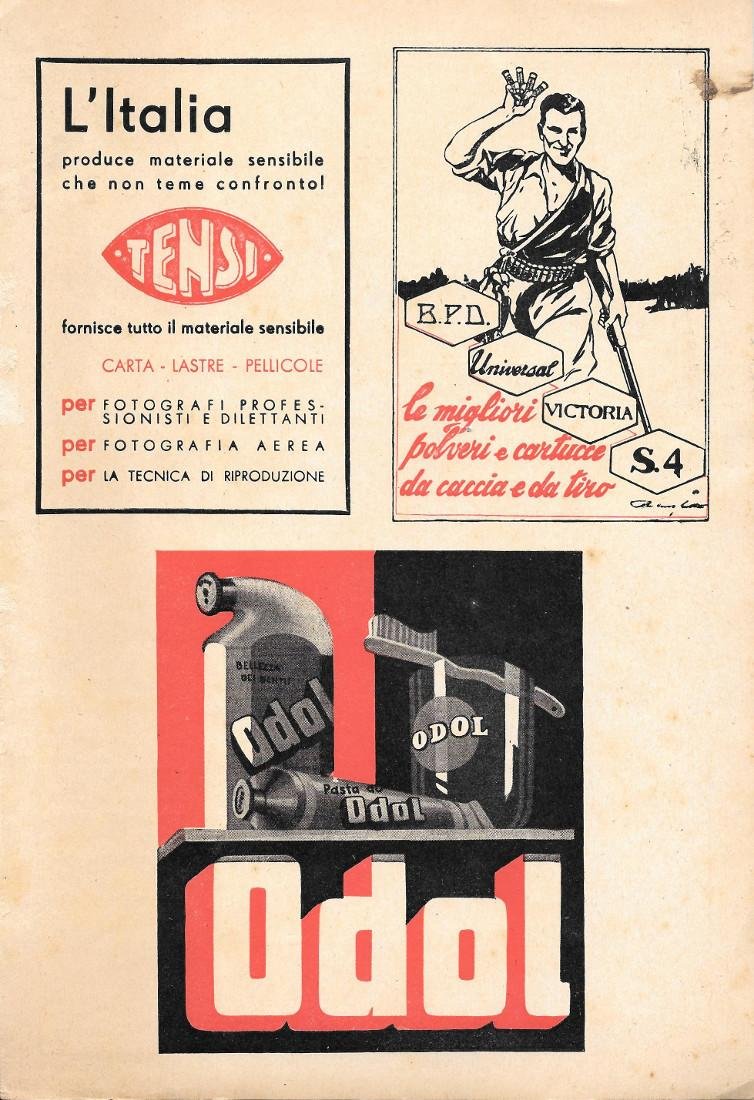 L'Italia
produce materiale sensibile
che non teme confronto!
TENSI
fornisce tutto il materiale sensibile
CARTA - LASTRE - PELLICOLE
per FOTOGRAFI PROFES-
SIONISTI E DILETTANTI
per FOTOGRAFIA AEREA
per LA TECNICA DI RIPRODUZIONE
B.P.D.
Universal
VICTORIA
S.4
le migliori
polveri e cartucce
da caccia e da tiro
BELLEZZA
DEI DENTI
Odol
ODOL
Pasta
Odol
Odol